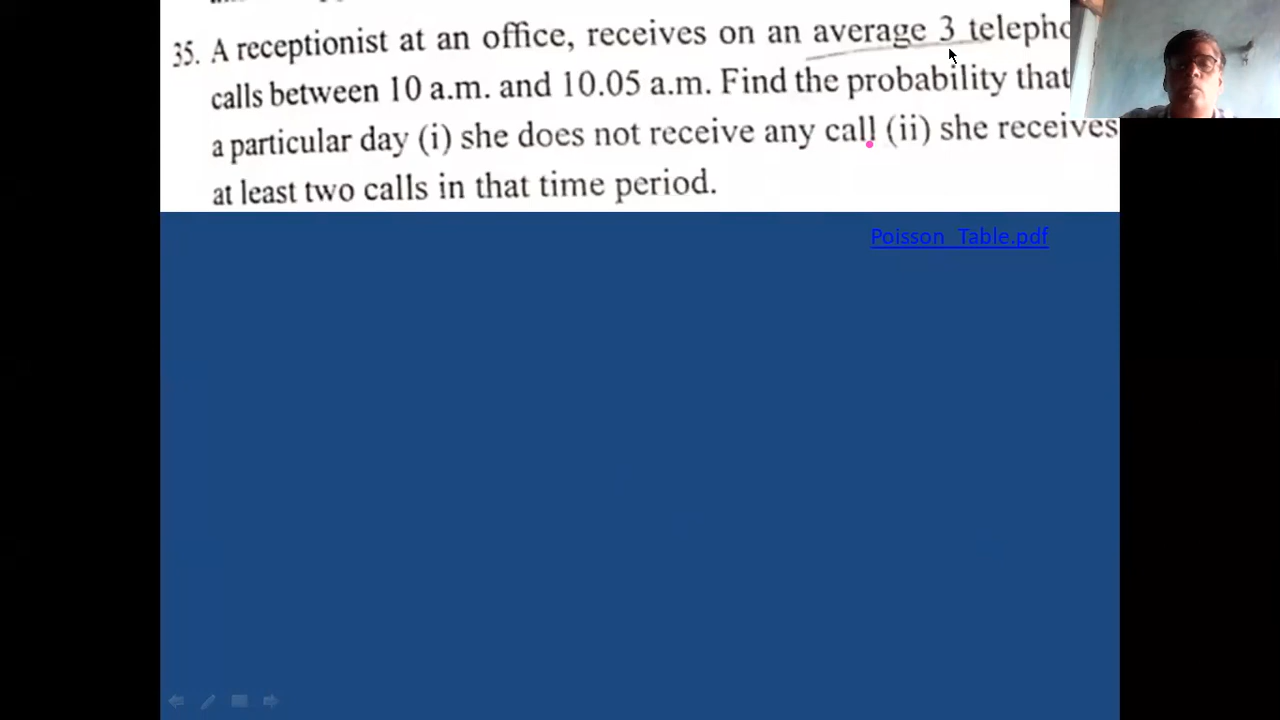 35. A receptionist at an office, receives on an average 3
calls between 10 a.m. and 10.05 a.m. Find the probability that
a particular day (i) she does not receive any call (ii) she receives
at least two calls in that time period.
Poisson_Table.pdf